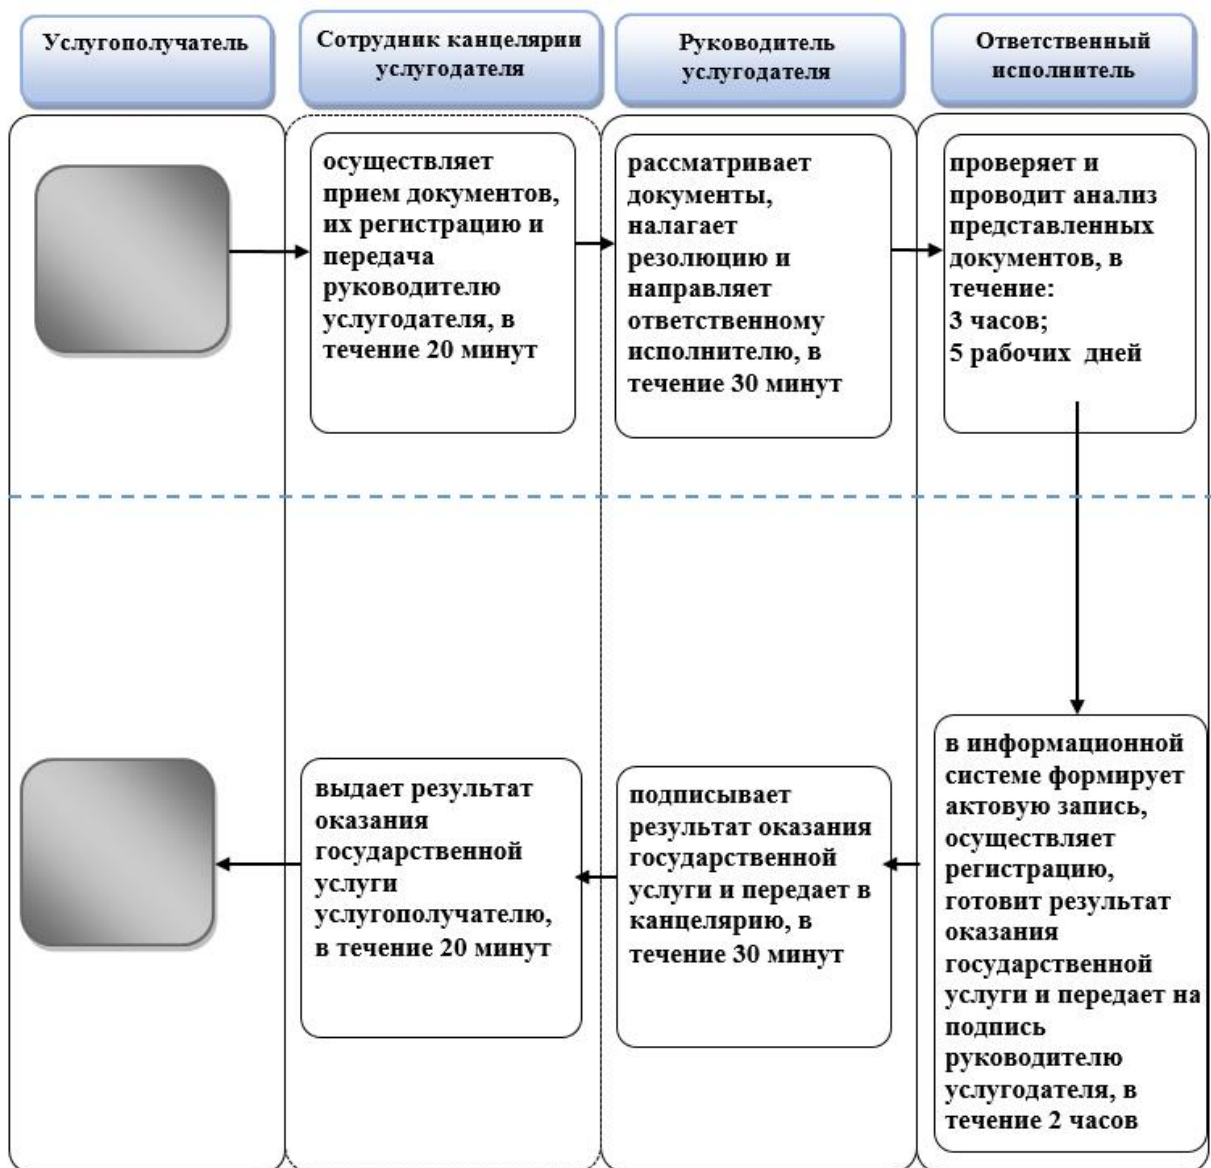 Услугополучатель
Сотрудник канцелярии
услугодателя
Руководитель
услугодателя
Ответственный
исполнитель
осуществляет
прием документов,
их регистрацию и
передача
руководителю
услугодателя, в
течение 20 минут
рассматривает
документы,
налагает
резолюцию и
направляет
ответственному
исполнителю, в
течение 30 минут
проверяет и
проводит анализ
представленных
документов, в
течение:
3 часов;
5 рабочих дней
выдает результат
оказания
государственной
услуги
услугополучателю,
в течение 20 минут
подписывает
результат оказания
государственной
услуги и передает в
канцелярию, в
течение 30 минут
в информационной
системе формирует
актовую запись,
осуществляет
регистрацию,
готовит результат
оказания
государственной
услуги и передает на
подпись
руководителю
услугодателя, в
течение 2 часов